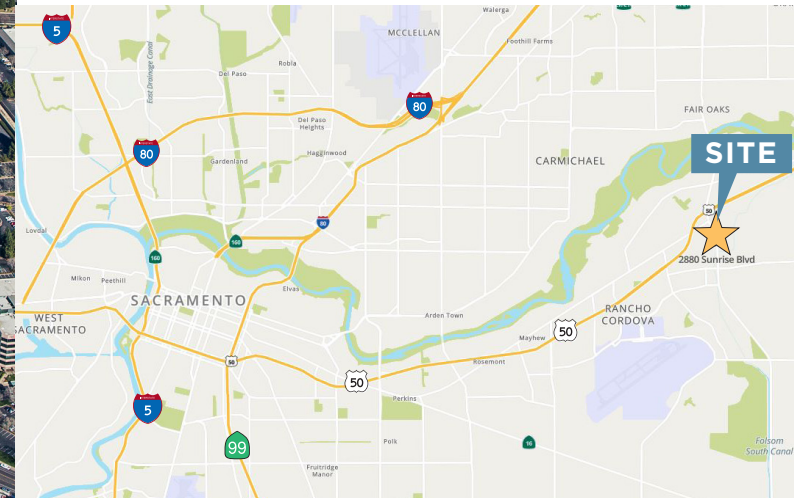 Walerga
5
MCCLELLAN
Foothill Farms
East Drainage Canal
Robla
Del Paso
80
FAIR OAKS
Del Paso
Heights
80
Hagginwood
SITE
Gardenland
CARMICHAEL
50
80
Lovdal
160
160
2880 Sunrise Blvd
Mikon
Peethill
Elvas
SACRAMENTO
RANCHO
CORDOVA
WEST
SACRAMENTO
Arden Town
50
Mayhew
50
Rosemont
50
Perkins
5
99
Polk
16
Folsom
South Canal
Fruitridge
Manor